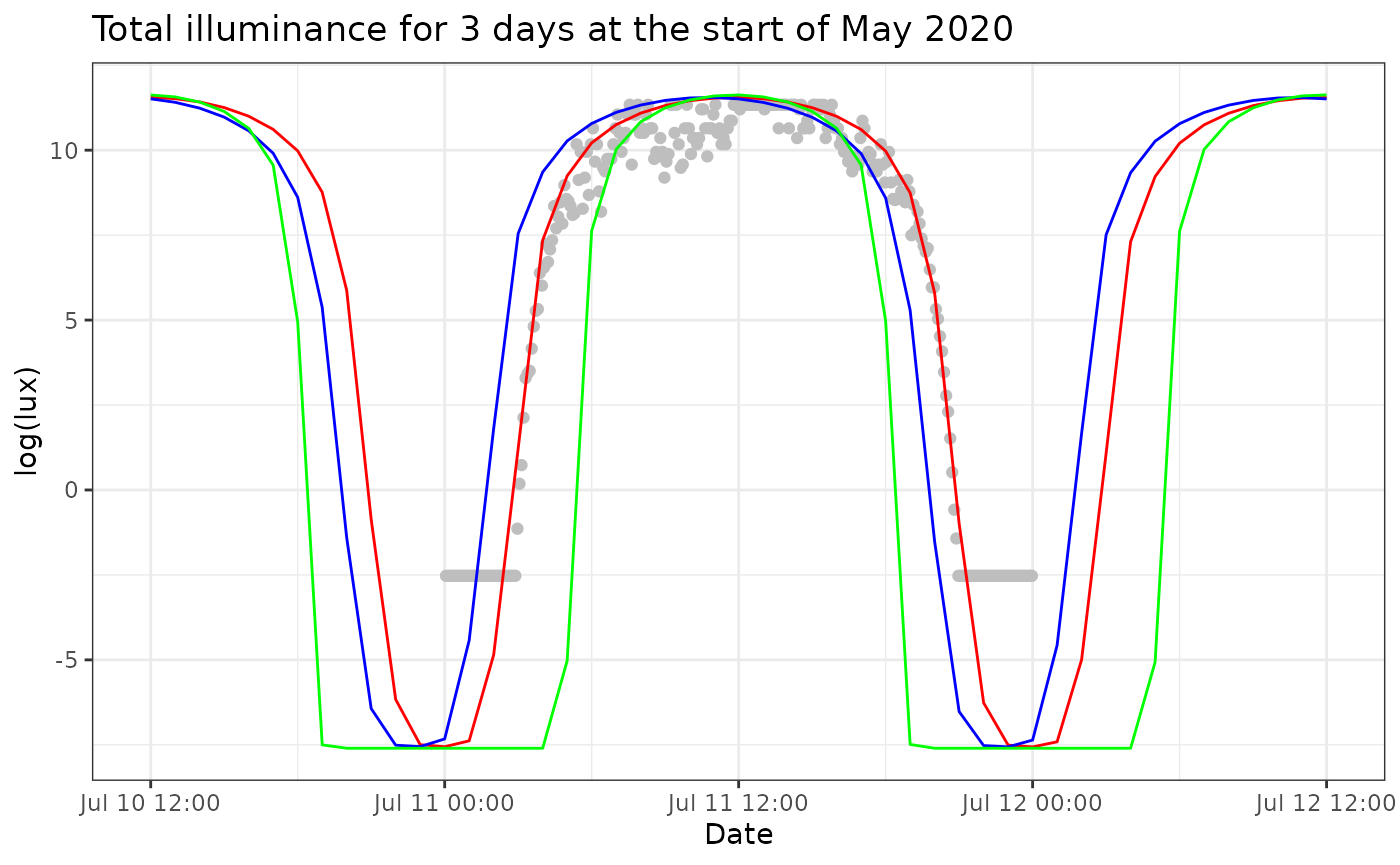 Total illuminance for 3 days at the start of May 2020
log(lux)
10
5
0
-5
Jul 10 12:00 Jul 11 00:00 Jul 11 12:00 Jul 12 00:00 Jul 12 12:00
Date